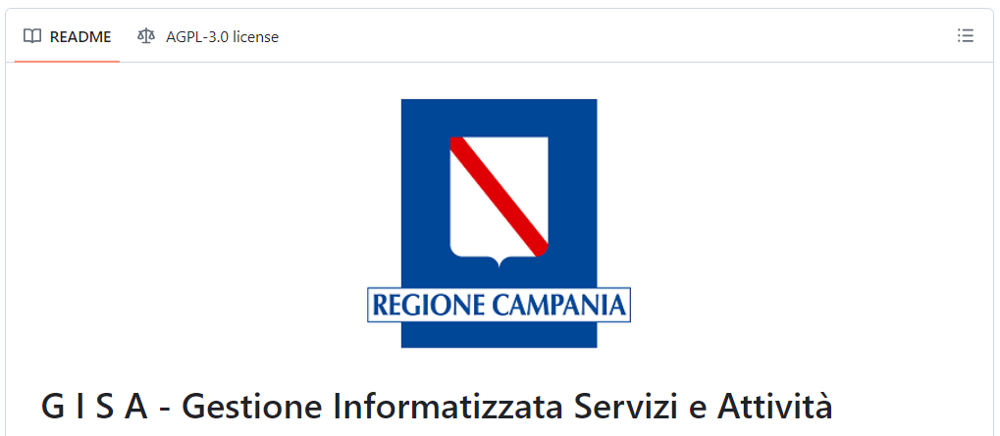 README AGPL-3.0 license
REGIONE CAMPANIA
G I S A - Gestione Informatizzata Servizi e Attività